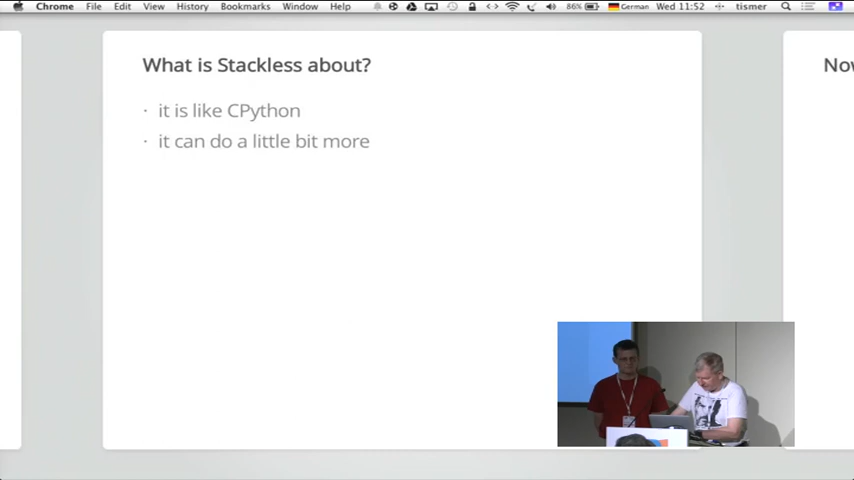 Chrome File Edit View History Bookmarks Window Help 86% German Wed 11:52 tismer
What is Stackless about?
· it is like CPython
· it can do a little bit more
Nov